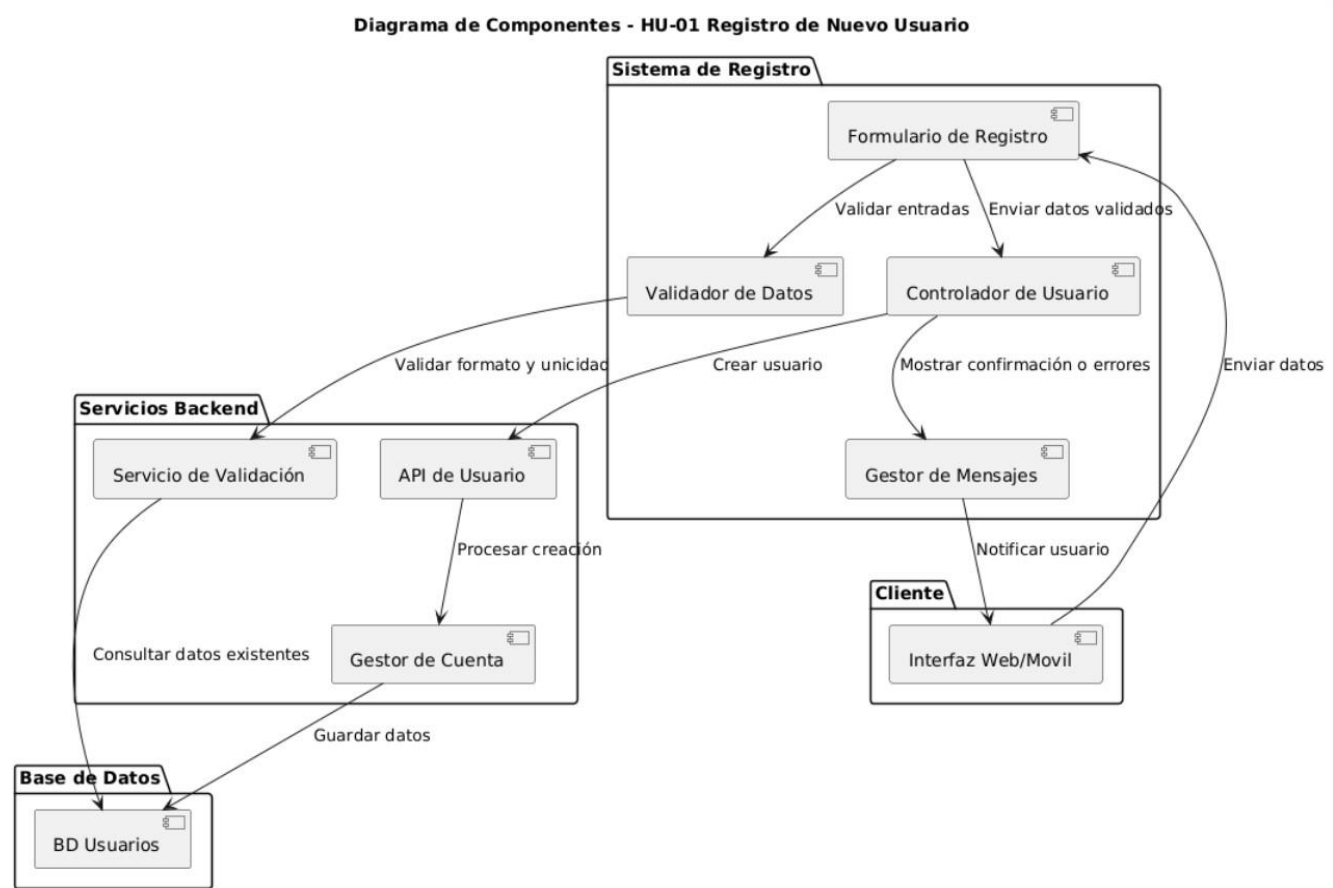 Diagrama de Componentes - HU-01 Registro de Nuevo Usuario
Sistema de Registro
Formulario de Registro
Validar entradas
Enviar datos validados
Validador de Datos
Controlador de Usuario
Validar formato y unicidad
Crear usuario
Mostrar confirmación o errores
Enviar datos
Servicios Backend
Servicio de Validación
API de Usuario
Gestor de Mensajes
Procesar creación
Notificar usuario
Cliente
Consultar datos existentes
Gestor de Cuenta
Interfaz Web/Movil
Guardar datos
Base de Datos
BD Usuarios